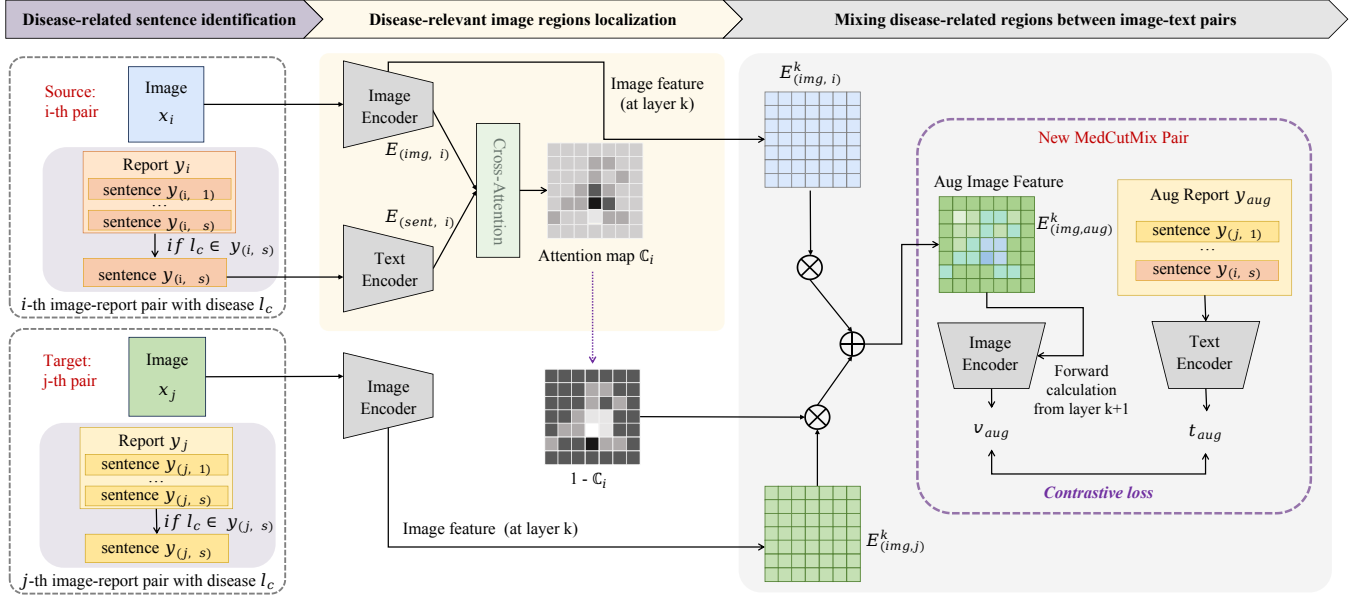 Disease-related sentence identification
Disease-relevant image regions localization
Mixing disease-related regions between image-text pairs
Source:
i-th pair
Image
x_i
Report y_i
sentence y_(i, 1)
...
sentence y_(i, s)
if l_c ∈ y_(i, s)
sentence y_(i, s)
i-th image-report pair with disease l_c
Target:
j-th pair
Image
x_j
Report y_j
sentence y_(j, 1)
...
sentence y_(j, s)
if l_c ∈ y_(j, s)
sentence y_(j, s)
j-th image-report pair with disease l_c
Image
Encoder
Image feature
(at layer k)
E_(img, i)
E_(sent, i)
Text
Encoder
Cross-Attention
Attention map ℂ_i
Image
Encoder
1 - ℂ_i
Image feature (at layer k)
E^k_(img, i)
E^k_(img,j)
New MedCutMix Pair
Aug Image Feature
E^k_(img,aug)
Aug Report y_aug
sentence y_(j, 1)
...
sentence y_(i, s)
Image
Encoder
Forward
calculation
from layer k+1
Text
Encoder
v_aug
t_aug
Contrastive loss